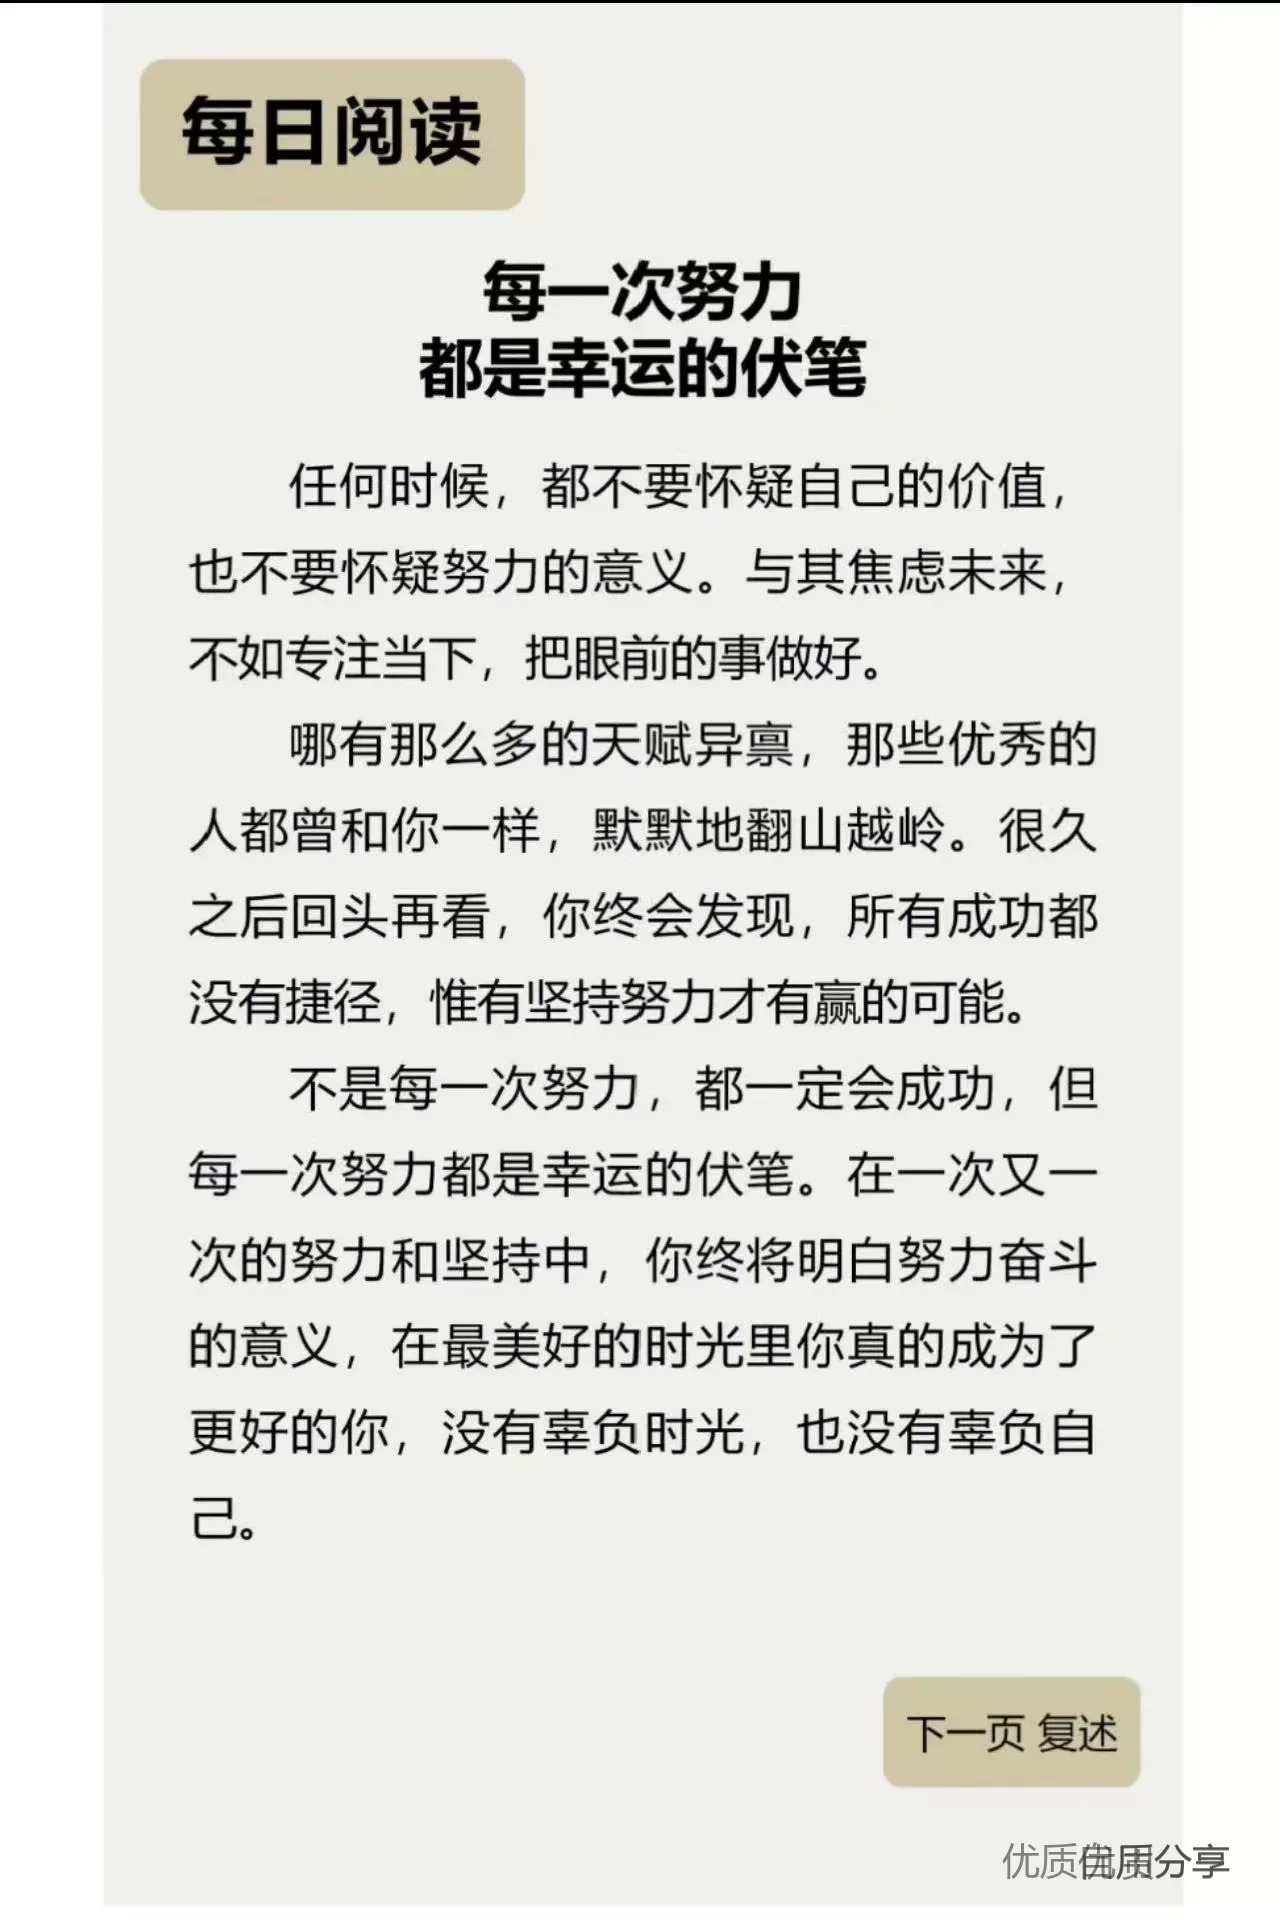 每日阅读
每一次努力
都是幸运的伏笔
任何时候，都不要怀疑自己的价值，
也不要怀疑努力的意义。与其焦虑未来，
不如专注当下，把眼前的事做好。
哪有那么多的天赋异禀，那些优秀的
人都曾和你一样，默默地翻山越岭。很久
之后回头再看，你终会发现，所有成功都
没有捷径，惟有坚持努力才有赢的可能。
不是每一次努力，都一定会成功，但
每一次努力都是幸运的伏笔。在一次又一
次的努力和坚持中，你终将明白努力奋斗
的意义，在最美好的时光里你真的成为了
更好的你，没有辜负时光，也没有辜负自
己。
下一页 复述
优质
分享